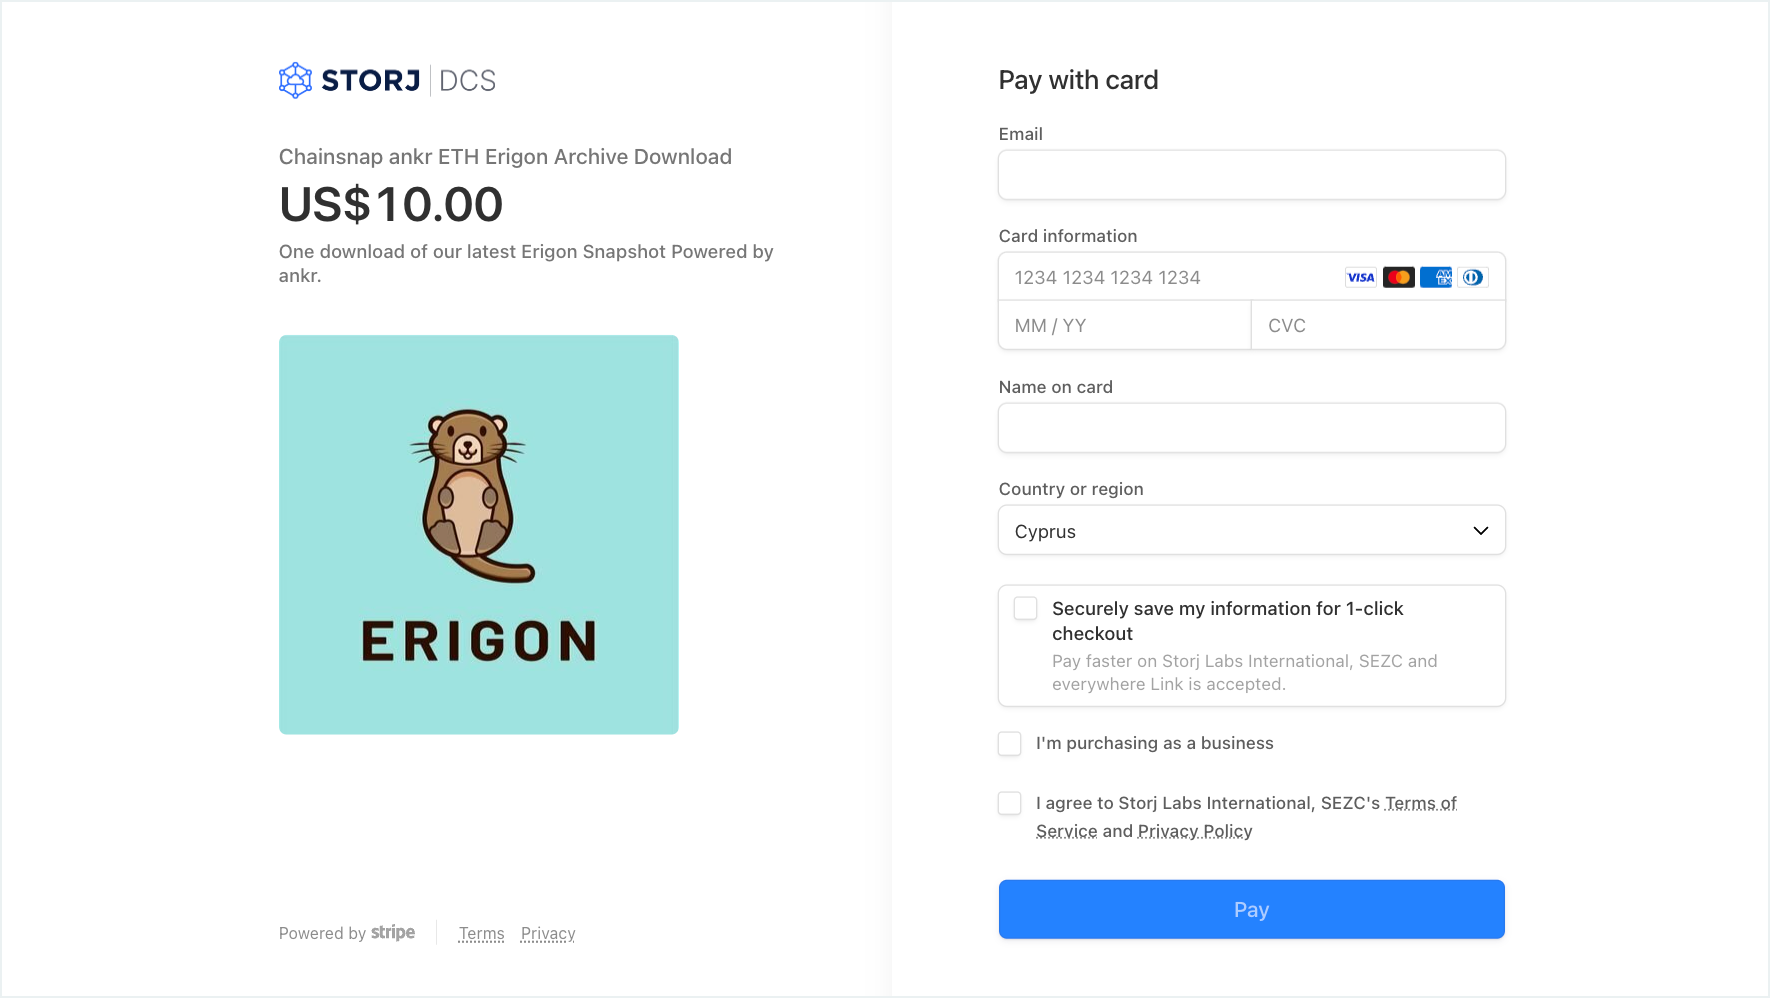 STORJ DCS
Chainsnap ankr ETH Erigon Archive Download
US$10.00
One download of our latest Erigon Snapshot Powered by
ankr.
ERIGON
Powered by stripe
Terms
Privacy
Pay with card
Email
Card information
1234 1234 1234 1234
VISA
AM
EX
MM / YY
CVC
Name on card
Country or region
Cyprus
Securely save my information for 1-click
checkout
Pay faster on Storj Labs International, SEZC and
everywhere Link is accepted.
I'm purchasing as a business
I agree to Storj Labs International, SEZC's Terms of
Service and Privacy Policy
Pay